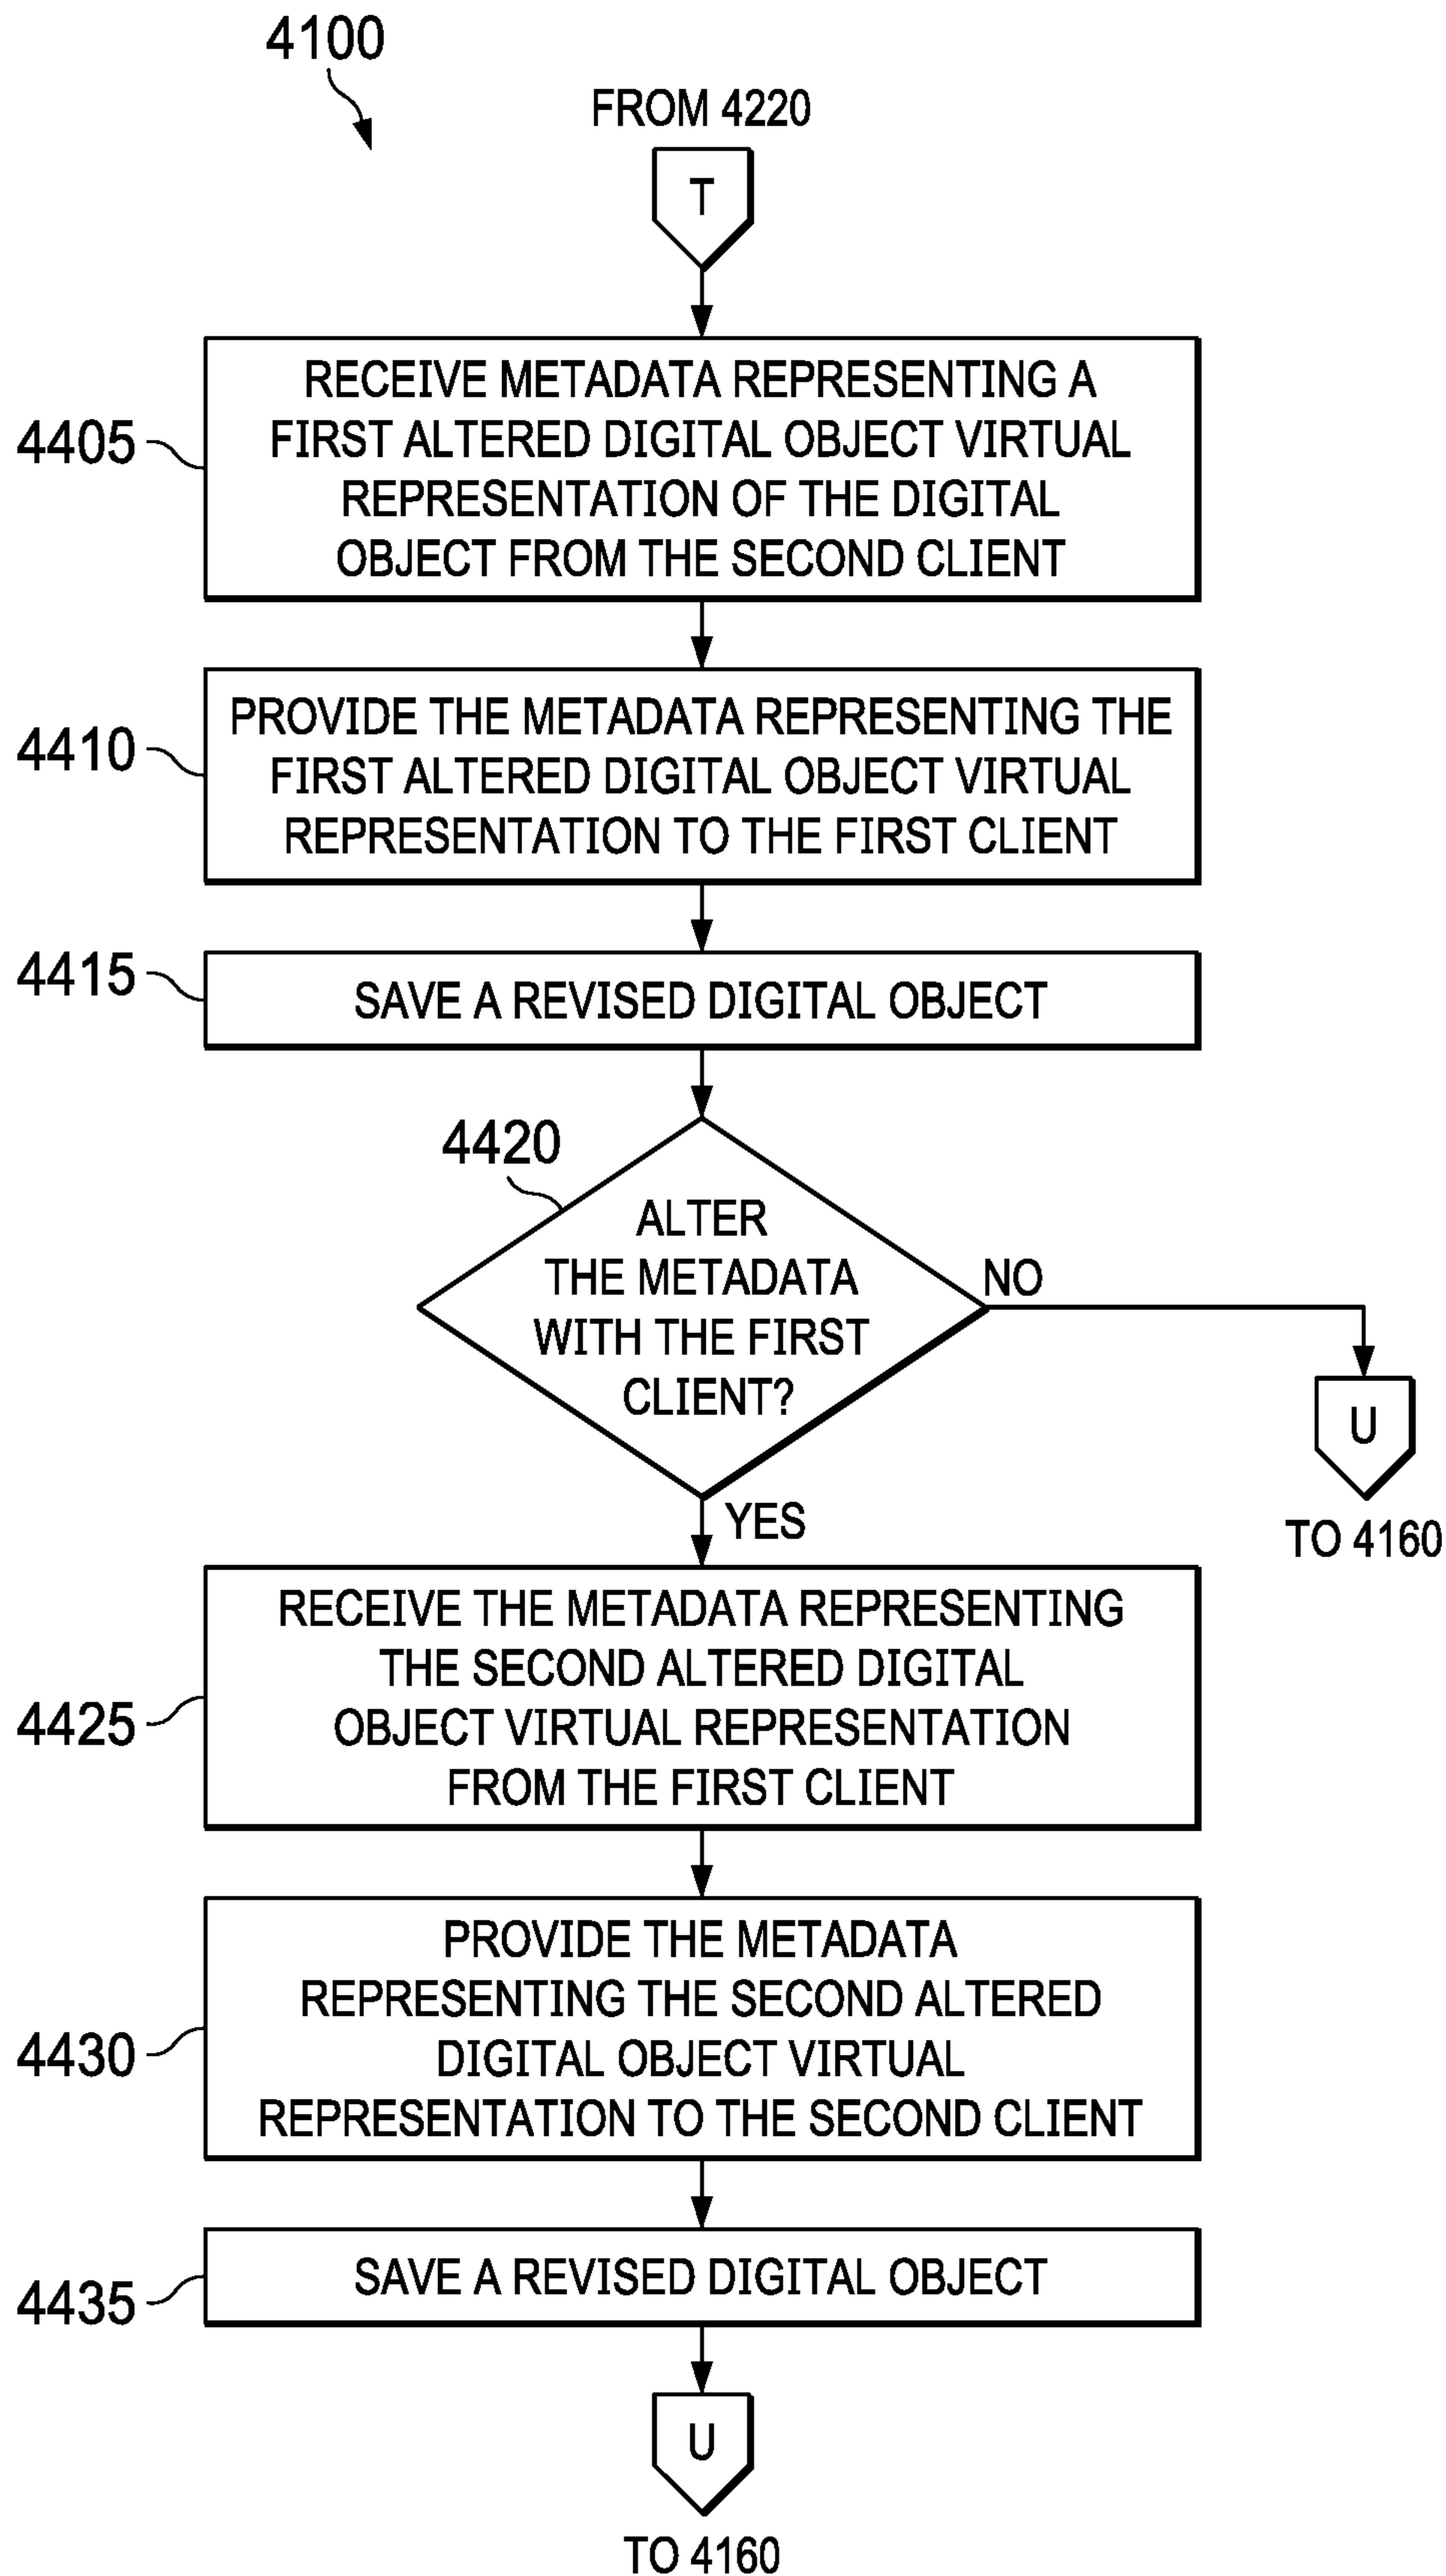 4100
FROM 4220
T
4405
RECEIVE METADATA REPRESENTING A
FIRST ALTERED DIGITAL OBJECT VIRTUAL
REPRESENTATION OF THE DIGITAL
OBJECT FROM THE SECOND CLIENT
4410
PROVIDE THE METADATA REPRESENTING THE
FIRST ALTERED DIGITAL OBJECT VIRTUAL
REPRESENTATION TO THE FIRST CLIENT
4415
SAVE A REVISED DIGITAL OBJECT
4420
ALTER
THE METADATA
WITH THE FIRST
CLIENT?
NO
U
TO 4160
YES
4425
RECEIVE THE METADATA REPRESENTING
THE SECOND ALTERED DIGITAL
OBJECT VIRTUAL REPRESENTATION
FROM THE FIRST CLIENT
4430
PROVIDE THE METADATA
REPRESENTING THE SECOND ALTERED
DIGITAL OBJECT VIRTUAL
REPRESENTATION TO THE SECOND CLIENT
4435
SAVE A REVISED DIGITAL OBJECT
U
TO 4160